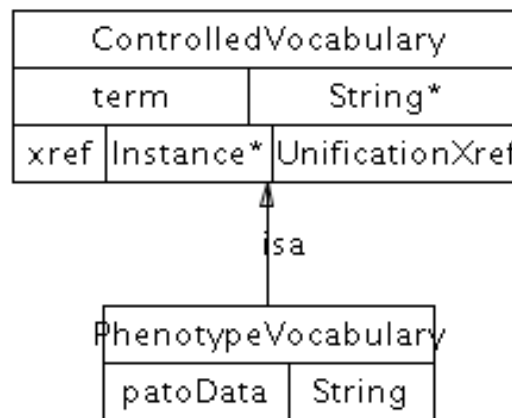 ControlledVocabulary
term String*
xref Instance* UnificationXref
isa
PhenotypeVocabulary
patoData String